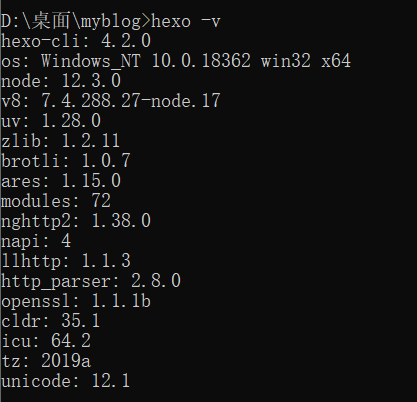 D:\桌面\myblog>hexo -v
hexo-cli: 4.2.0
os: Windows_NT 10.0.18362 win32 x64
node: 12.3.0
v8: 7.4.288.27-node.17
uv: 1.28.0
zlib: 1.2.11
brotli: 1.0.7
ares: 1.15.0
modules: 72
nghttp2: 1.38.0
napi: 4
llhttp: 1.1.3
http_parser: 2.8.0
openssl: 1.1.1b
cldr: 35.1
icu: 64.2
tz: 2019a
unicode: 12.1